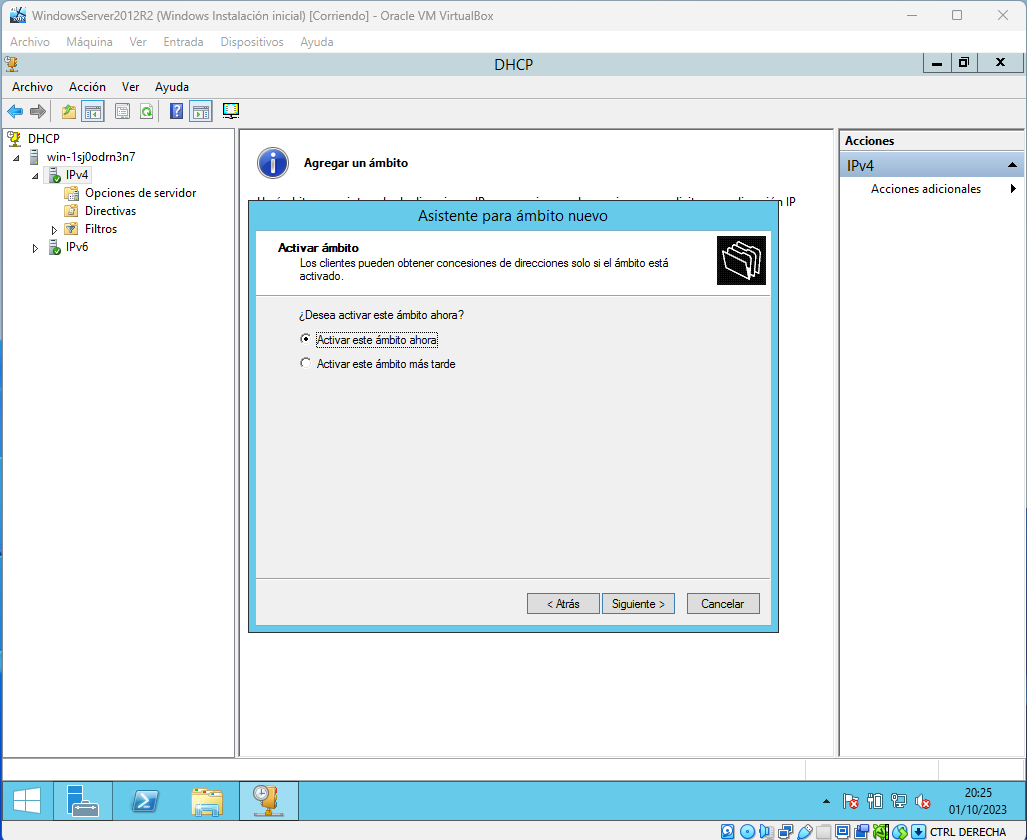 WindowsServer2012R2 (Windows Instalación inicial) [Corriendo] - Oracle VM VirtualBox
Archivo Máquina Ver Entrada Dispositivos Ayuda
DHCP
Archivo Acción Ver Ayuda
DHCP
win-1sj0odrn3n7
IPv4
Opciones de servidor
Directivas
Filtros
IPv6
Agregar un ámbito
n IP
Asistente para ámbito nuevo
Activar ámbito
Los clientes pueden obtener concesiones de direcciones solo si el ámbito está
activado.
¿Desea activar este ámbito ahora?
Activar este ámbito ahora
Activar este ámbito más tarde
< Atrás Siguiente > Cancelar
Acciones
IPv4
Acciones adicionales
20:25
01/10/2023
CTRL DERECHA